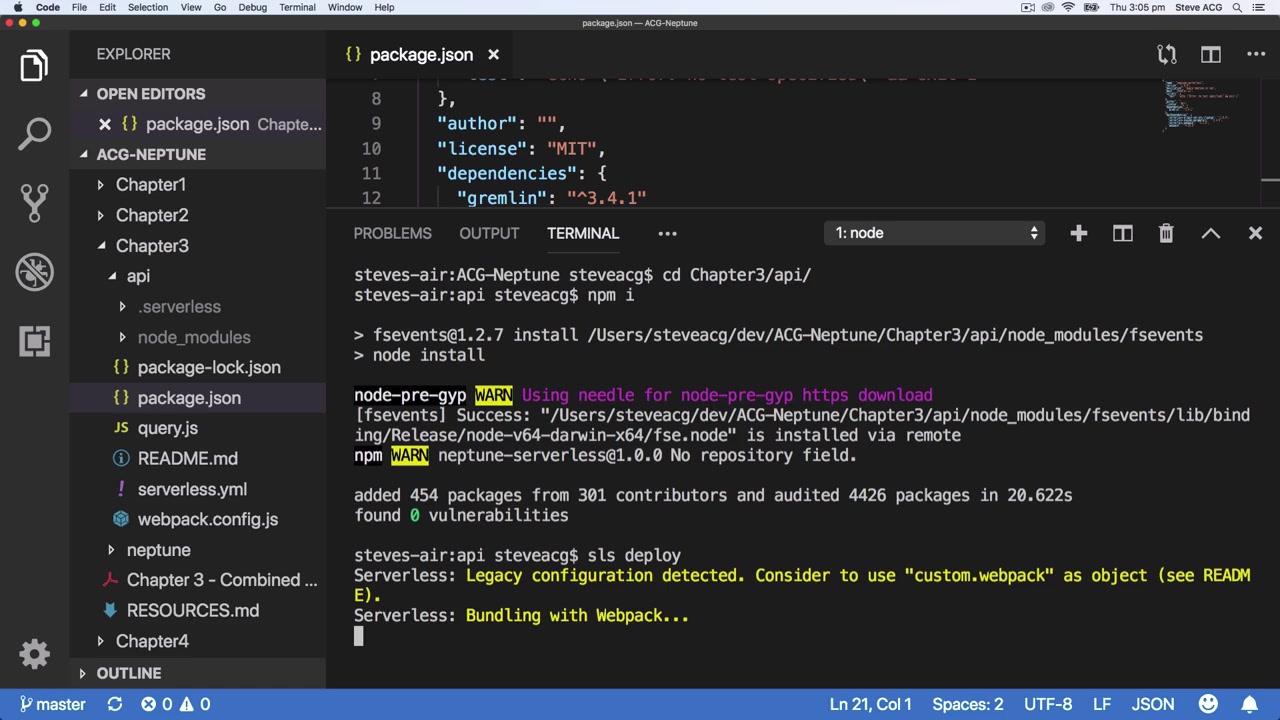 Code File Edit Selection View Go Debug Terminal Window Help Thu 3:05 pm Steve ACG
package.json — ACG-Neptune
EXPLORER
OPEN EDITORS
{} package.json Chapte...
ACG-NEPTUNE
Chapter1
Chapter2
Chapter3
api
.serverless
node_modules
{} package-lock.json
{} package.json
JS query.js
README.md
! serverless.yml
webpack.config.js
neptune
Chapter 3 - Combined ...
RESOURCES.md
Chapter4
OUTLINE
{} package.json
8 },
9 "author": "",
10 "license": "MIT",
11 "dependencies": {
12 "gremlin": "^3.4.1"
PROBLEMS OUTPUT TERMINAL ... 1: node
steves-air:ACG-Neptune steveacg$ cd Chapter3/api/
steves-air:api steveacg$ npm i
> fsevents@1.2.7 install /Users/steveacg/dev/ACG-Neptune/Chapter3/api/node_modules/fsevents
> node install
node-pre-gyp WARN Using needle for node-pre-gyp https download
[fsevents] Success: "/Users/steveacg/dev/ACG-Neptune/Chapter3/api/node_modules/fsevents/lib/bind
ing/Release/node-v64-darwin-x64/fse.node" is installed via remote
npm WARN neptune-serverless@1.0.0 No repository field.
added 454 packages from 301 contributors and audited 4426 packages in 20.622s
found 0 vulnerabilities
steves-air:api steveacg$ sls deploy
Serverless: Legacy configuration detected. Consider to use "custom.webpack" as object (see READM
E).
Serverless: Bundling with Webpack...
master 0 0 Ln 21, Col 1 Spaces: 2 UTF-8 LF JSON